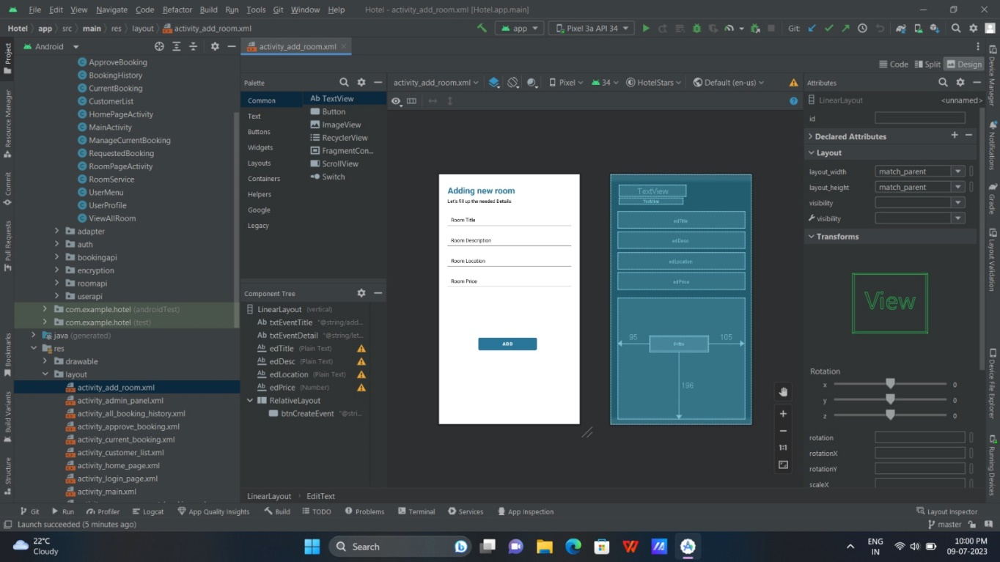 File Edit View Navigate Code Refactor Build Run Tools Git Window Help Hotel - activity_add_room.xml [Hotel.app.main]
Hotel app src main res layout activity_add_room.xml app Pixel 3a API 34 Git:
Android
activity_add_room.xml
Code Split Design
Project
Resource Manager
Commit
Pull Requests
Bookmarks
Build Variants
Structure
ApproveBooking
BookingHistory
CurrentBooking
CustomerList
HomePageActivity
MainActivity
ManageCurrentBooking
RequestedBooking
RoomPageActivity
RoomService
UserMenu
UserProfile
ViewAllRoom
adapter
auth
bookingapi
encryption
roomapi
userapi
com.example.hotel (androidTest)
com.example.hotel (test)
java (generated)
res
drawable
layout
activity_add_room.xml
activity_admin_panel.xml
activity_all_booking_history.xml
activity_approve_booking.xml
activity_current_booking.xml
activity_customer_list.xml
activity_home_page.xml
activity_login_page.xml
activity_main.xml
Palette
Common
Text
Buttons
Widgets
Layouts
Containers
Helpers
Google
Legacy
Ab TextView
Button
ImageView
RecyclerView
FragmentCon...
ScrollView
Switch
Component Tree
LinearLayout (vertical)
Ab txtEventTitle "@string/add...
Ab txtEventDetail "@string/let...
Ab edTitle (Plain Text)
Ab edDesc (Plain Text)
Ab edLocation (Plain Text)
Ab edPrice (Number)
RelativeLayout
btnCreateEvent "@stri...
activity_add_room.xml Pixel 34 HotelStars Default (en-us)
Adding new room
Let's fill up the needed Details
Room Title
Room Description
Room Location
Room Price
ADD
TextView
TextView
edTitle
edDesc
edLocation
edPrice
95
105
196
1:1
LinearLayout EditText
Attributes
LinearLayout <unnamed>
id
Declared Attributes
Layout
layout_width match_parent
layout_height match_parent
visibility
visibility
Transforms
View
Rotation
x 0
y 0
z 0
rotation
rotationX
rotationY
scaleX
Device Manager
Notifications
Gradle
Layout Validation
Device File Explorer
Running Devices
Git Run Profiler Logcat App Quality Insights Build TODO Problems Terminal Services App Inspection Layout Inspector
Launch succeeded (5 minutes ago) master
22°C
Cloudy
Search
ENG
IN
10:00 PM
09-07-2023